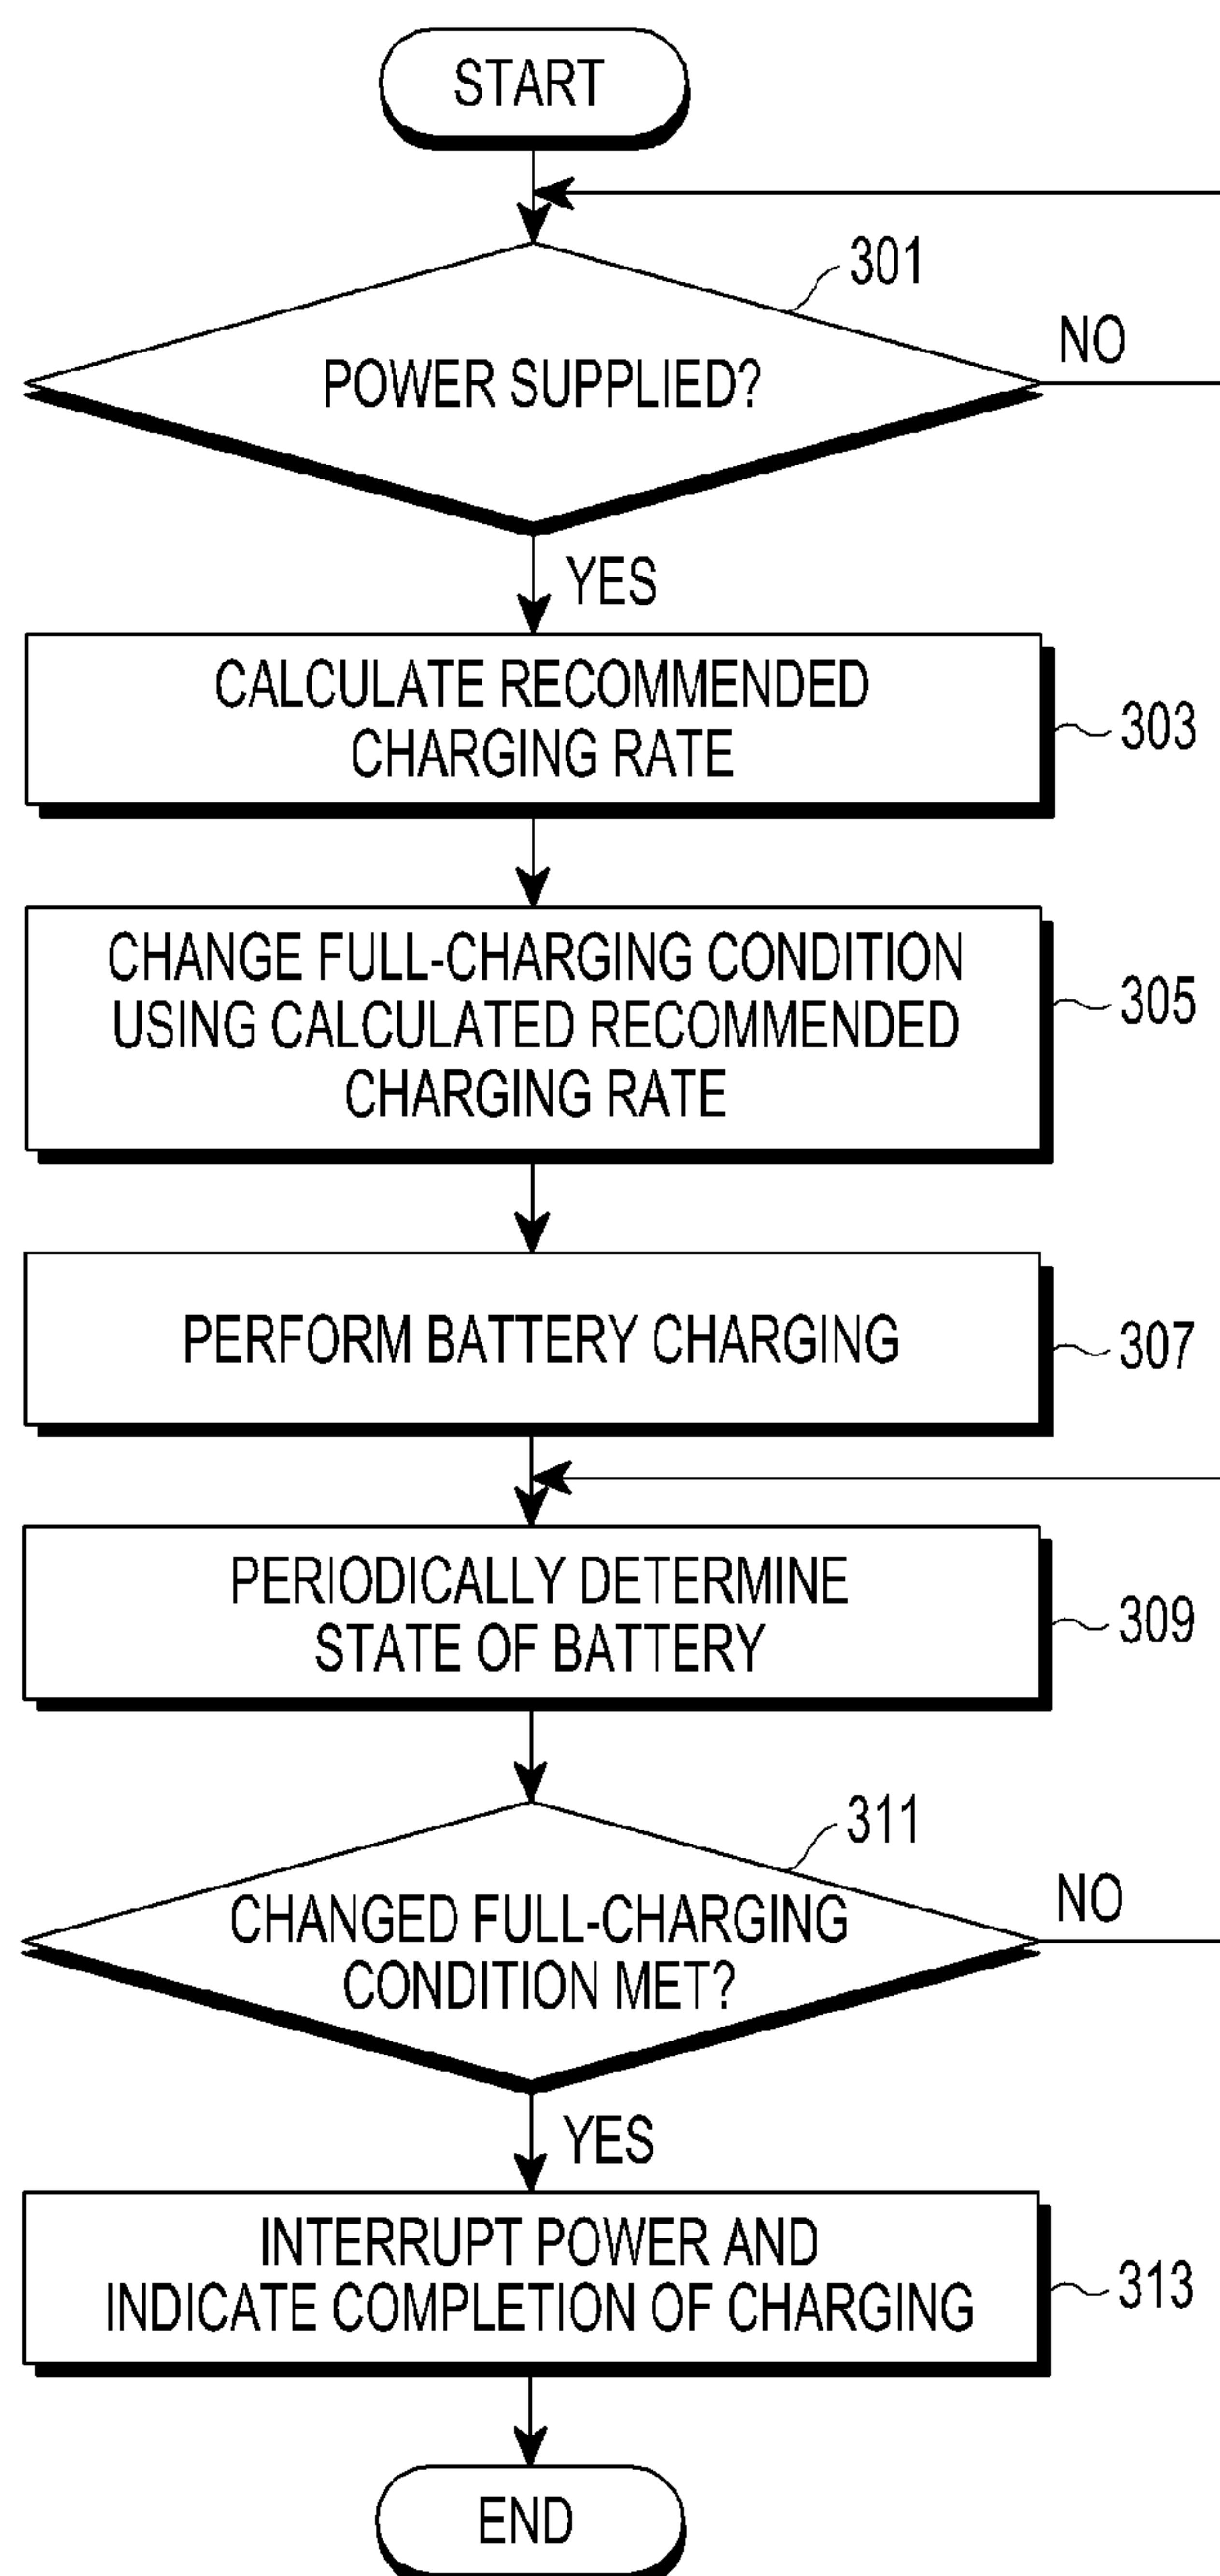 START
301
POWER SUPPLIED?
NO
YES
CALCULATE RECOMMENDED
CHARGING RATE
303
CHANGE FULL-CHARGING CONDITION
USING CALCULATED RECOMMENDED
CHARGING RATE
305
PERFORM BATTERY CHARGING
307
PERIODICALLY DETERMINE
STATE OF BATTERY
309
311
CHANGED FULL-CHARGING
CONDITION MET?
NO
YES
INTERRUPT POWER AND
INDICATE COMPLETION OF CHARGING
313
END